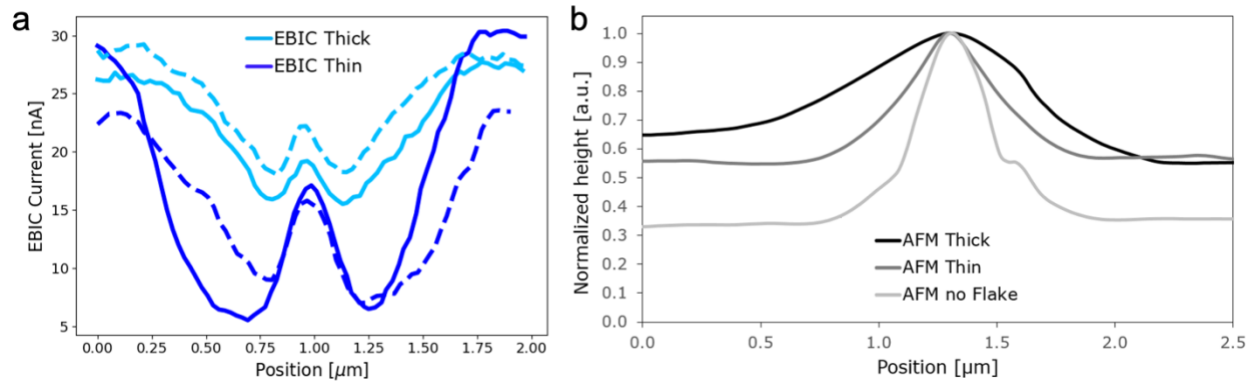 a
EBIC Current [nA]
30
25
20
15
10
5
EBIC Thick
EBIC Thin
0.00 0.25 0.50 0.75 1.00 1.25 1.50 1.75 2.00
Position [μm]
b
Normalized height [a.u.]
1.0
0.9
0.8
0.7
0.6
0.5
0.4
0.3
0.2
0.1
0.0
AFM Thick
AFM Thin
AFM no Flake
0.0 0.5 1.0 1.5 2.0 2.5
Position [μm]